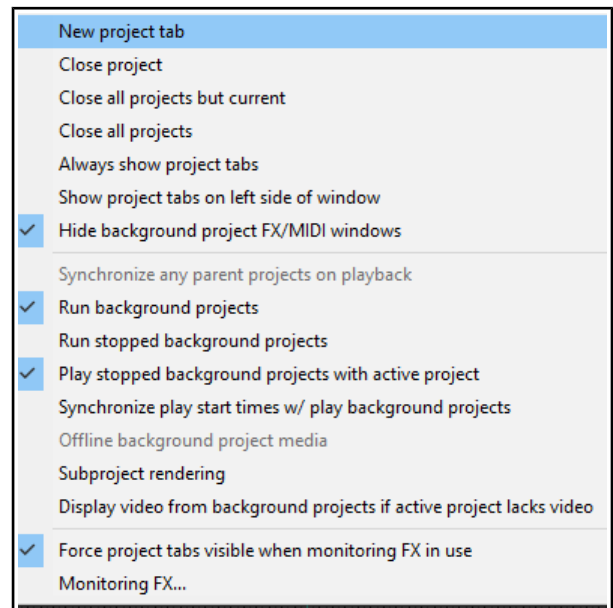 New project tab
Close project
Close all projects but current
Close all projects
Always show project tabs
Show project tabs on left side of window
Hide background project FX/MIDI windows
Synchronize any parent projects on playback
Run background projects
Run stopped background projects
Play stopped background projects with active project
Synchronize play start times w/ play background projects
Offline background project media
Subproject rendering
Display video from background projects if active project lacks video
Force project tabs visible when monitoring FX in use
Monitoring FX...